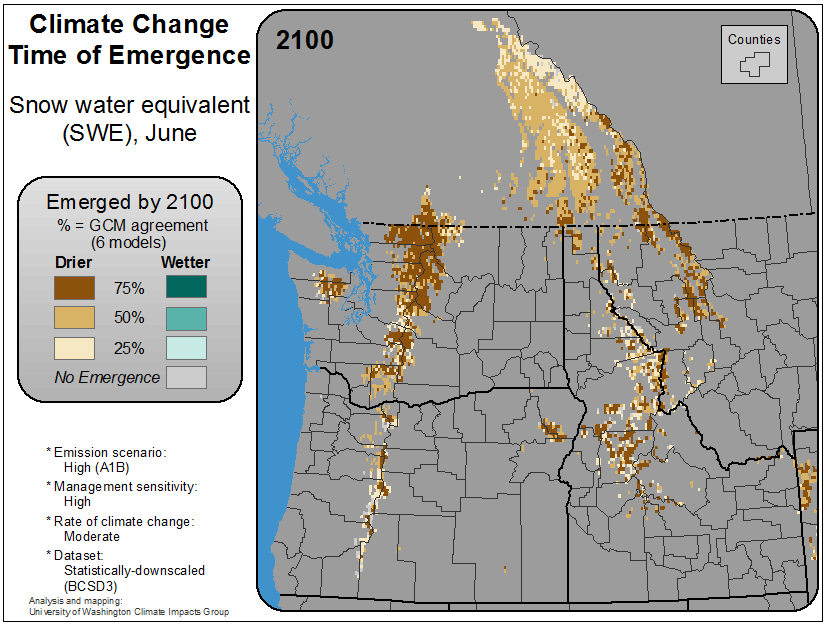 Climate Change
Time of Emergence
Snow water equivalent
(SWE), June
Emerged by 2100
% = GCM agreement
(6 models)
Drier Wetter
75%
50%
25%
No Emergence
* Emission scenario:
High (A1B)
* Management sensitivity:
High
* Rate of climate change:
Moderate
* Dataset:
Statistically-downscaled
(BCSD3)
Analysis and mapping:
University of Washington Climate Impacts Group
2100
Counties